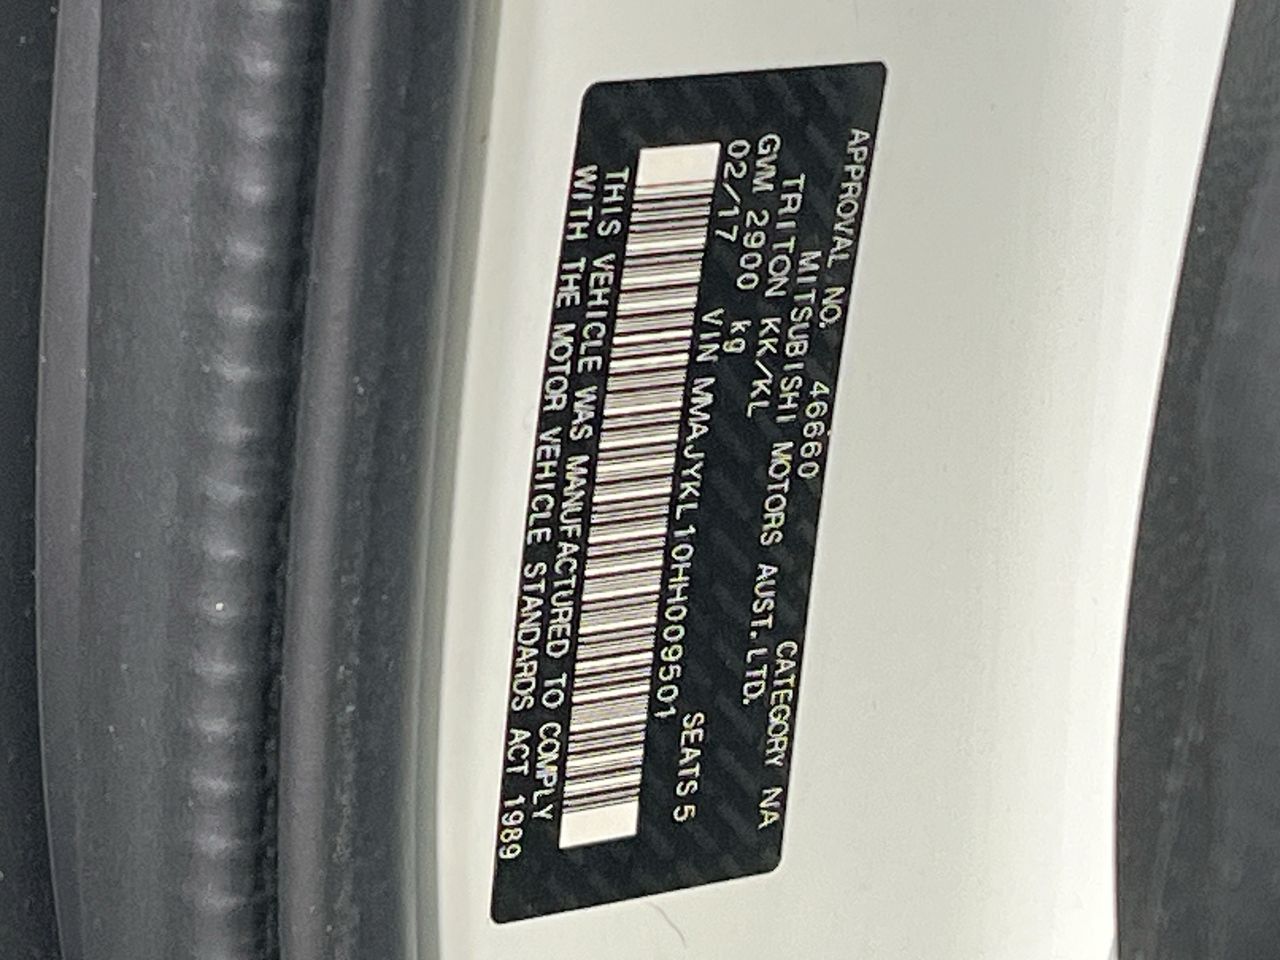 APPROVAL NO. 46660 CATEGORY NA
MITSUBISHI MOTORS AUST.LTD.
TRITON KK/KL
GVM 2900 kg SEATS 5
02/17 VIN MMAJYKL10HH009501
THIS VEHICLE WAS MANUFACTURED TO COMPLY
WITH THE MOTOR VEHICLE STANDARDS ACT 1989